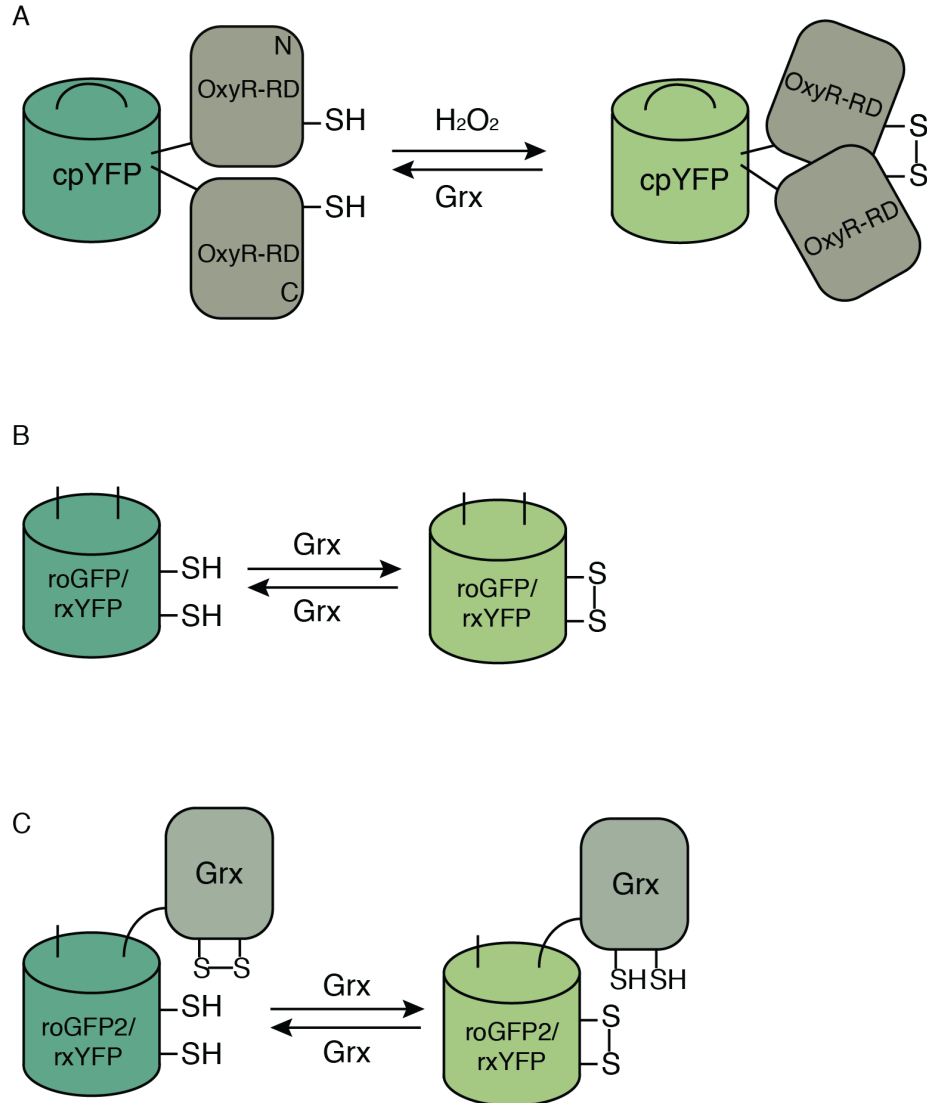 A
N
OxyR-RD
SH
cpYFP
SH
OxyR-RD
C
H₂O₂
Grx
OxyR-RD
S
S
cpYFP
OxyR-RD
B
roGFP/
rxYFP
SH
SH
Grx
Grx
roGFP/
rxYFP
S
S
C
Grx
S S
SH
roGFP2/
rxYFP
SH
Grx
Grx
Grx
SH SH
S
roGFP2/
rxYFP
S